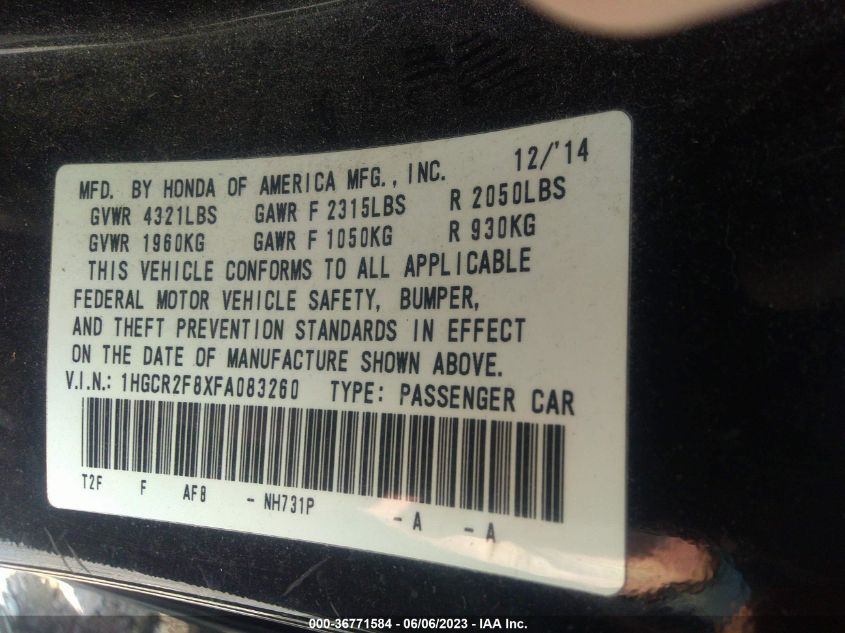 MFD. BY HONDA OF AMERICA MFG., INC. 12/'14
GVWR 4321LBS GAWR F 2315LBS R 2050LBS
GVWR 1960KG GAWR F 1050KG R 930KG
THIS VEHICLE CONFORMS TO ALL APPLICABLE
FEDERAL MOTOR VEHICLE SAFETY, BUMPER,
AND THEFT PREVENTION STANDARDS IN EFFECT
ON THE DATE OF MANUFACTURE SHOWN ABOVE.
V.I.N.: 1HGCR2F8XFA083260 TYPE: PASSENGER CAR
T2F F AF8 - NH731P - A - A
000-36771584 - 06/06/2023 - IAA Inc.